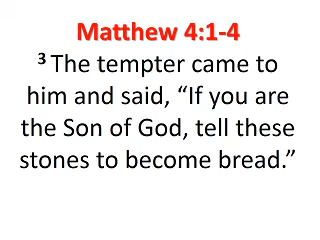 Matthew 4:1-4
3 The tempter came to
him and said, “If you are
the Son of God, tell these
stones to become bread.”